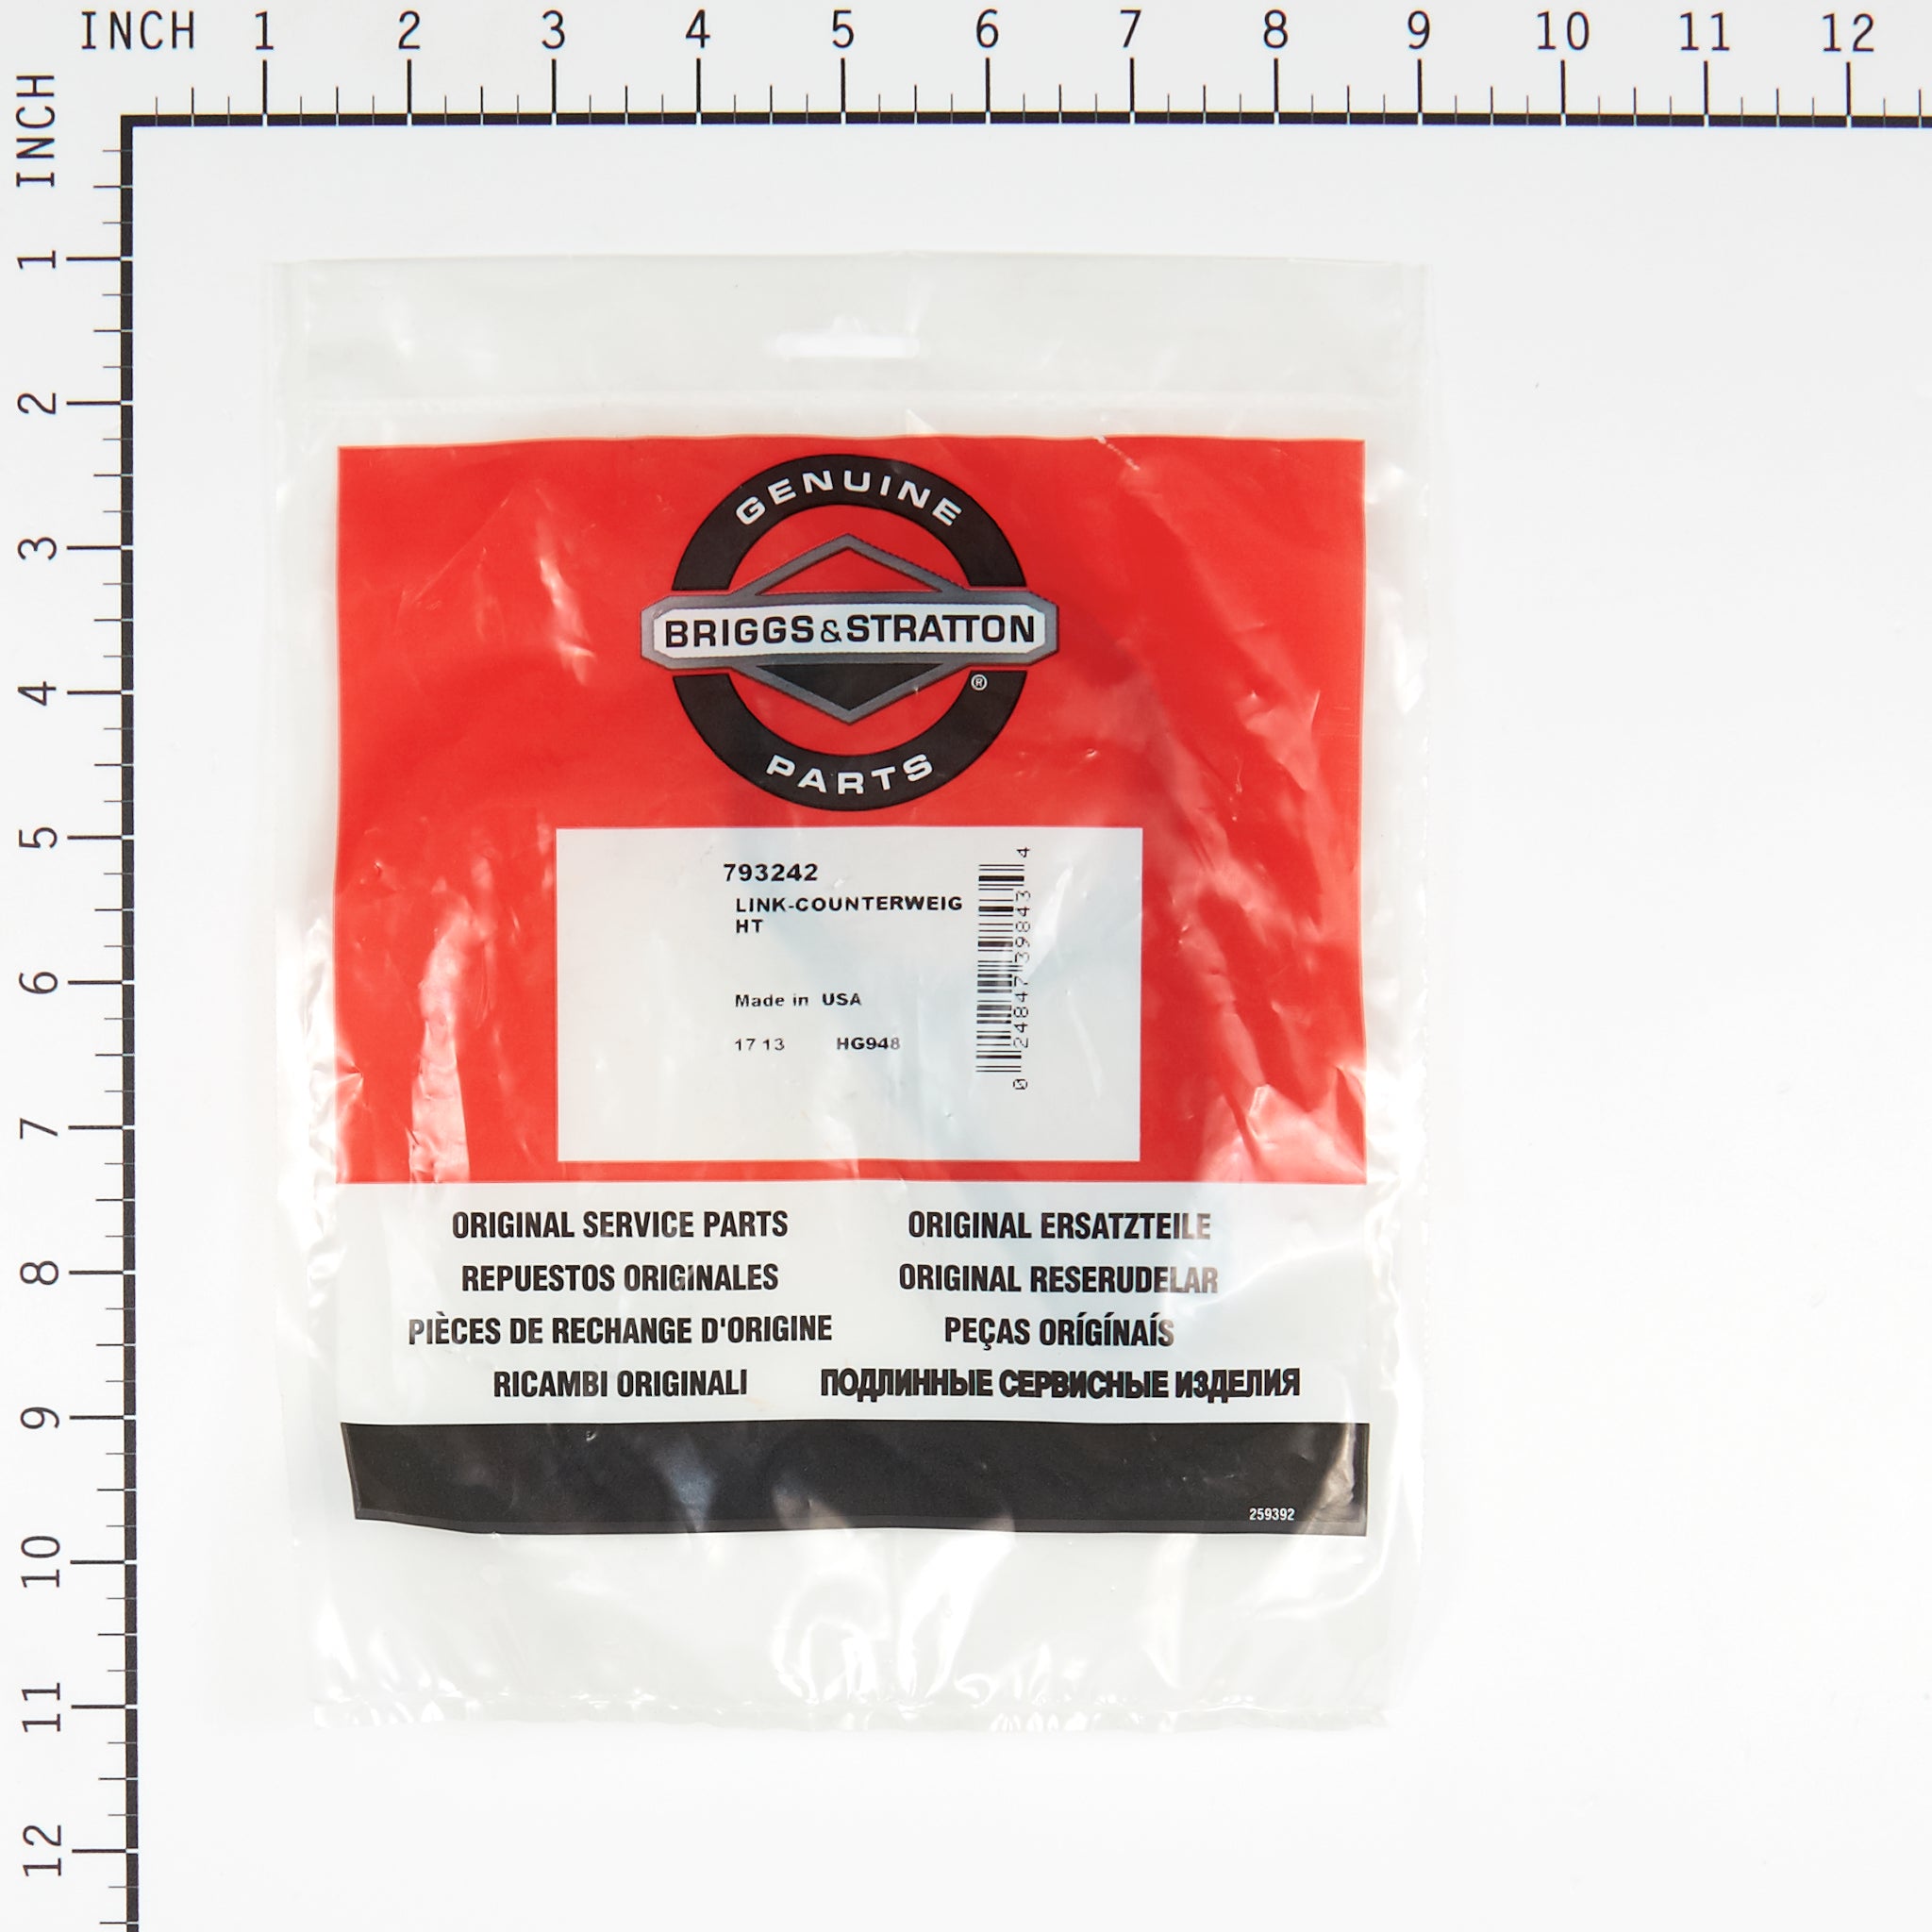 INCH 1 2 3 4 5 6 7 8 9 10 11 12
INCH 1 2 3 4 5 6 7 8 9 10 11 12
GENUINE
BRIGGS & STRATTON
®
PARTS
793242
LINK-COUNTERWEIG
HT
Made in USA
17 13 HG948
0 24847 39843 4
ORIGINAL SERVICE PARTS
ORIGINAL ERSATZTEILE
REPUESTOS ORIGINALES
ORIGINAL RESERUDELAR
PIÈCES DE RECHANGE D'ORIGINE
PEÇAS ORÍGÍNAÍS
RICAMBI ORIGINALI
ПОДЛИННЫЕ СЕРВИСНЫЕ ИЗДЕЛИЯ
259392